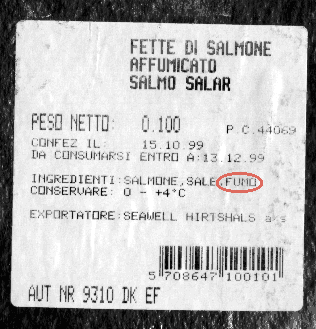 FETTE DI SALMONE
AFFUMICATO
SALMO SALAR
PESO NETTO: 0.100 P.C.44069
CONFEZ IL: 15.10.99
DA CONSUMARSI ENTRO A:13.12.99
INGREDIENTI:SALMONE,SALE,FUMO
CONSERVARE: 0 - +4°C
EXPORTATORE:SEAWELL HIRTSHALS a/s
5 708647 100101
AUT NR 9310 DK EF